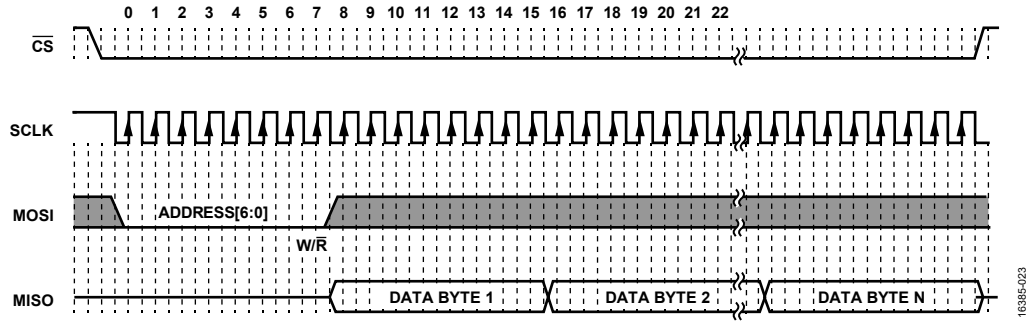 0 1 2 3 4 5 6 7 8 9 10 11 12 13 14 15 16 17 18 19 20 21 22
CS
SCLK
MOSI
ADDRESS[6:0]
W/R
MISO
DATA BYTE 1
DATA BYTE 2
DATA BYTE N
16385-023